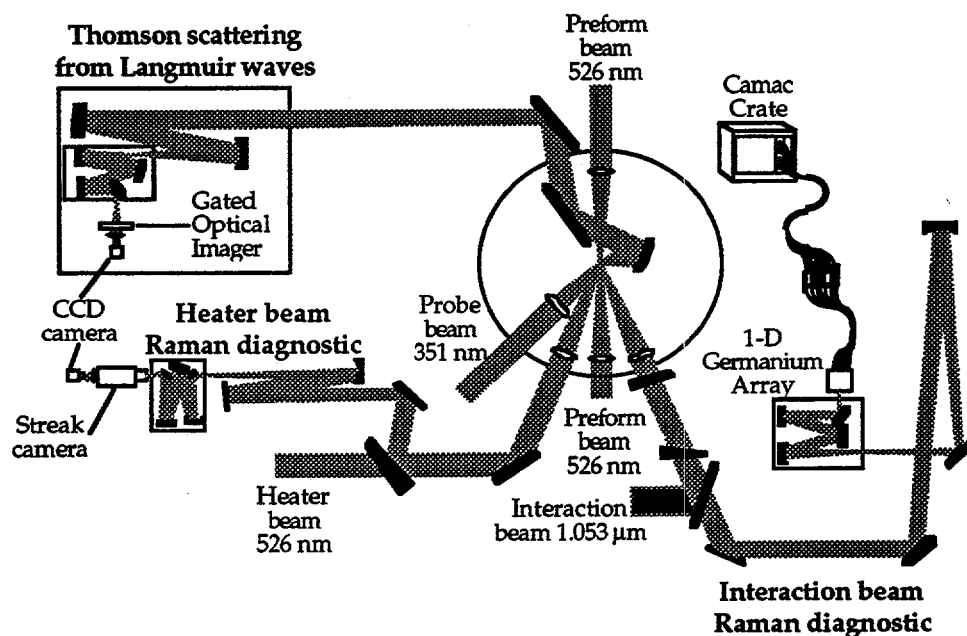 Thomson scattering
from Langmuir waves
Preform
beam
526 nm
Camac
Crate
Gated
Optical
Imager
CCD
camera
Heater beam
Raman diagnostic
Probe
beam
351 nm
1-D
Germanium
Array
Streak
camera
Preform
beam
526 nm
Heater
beam
526 nm
Interaction
beam 1.053 μm
Interaction beam
Raman diagnostic